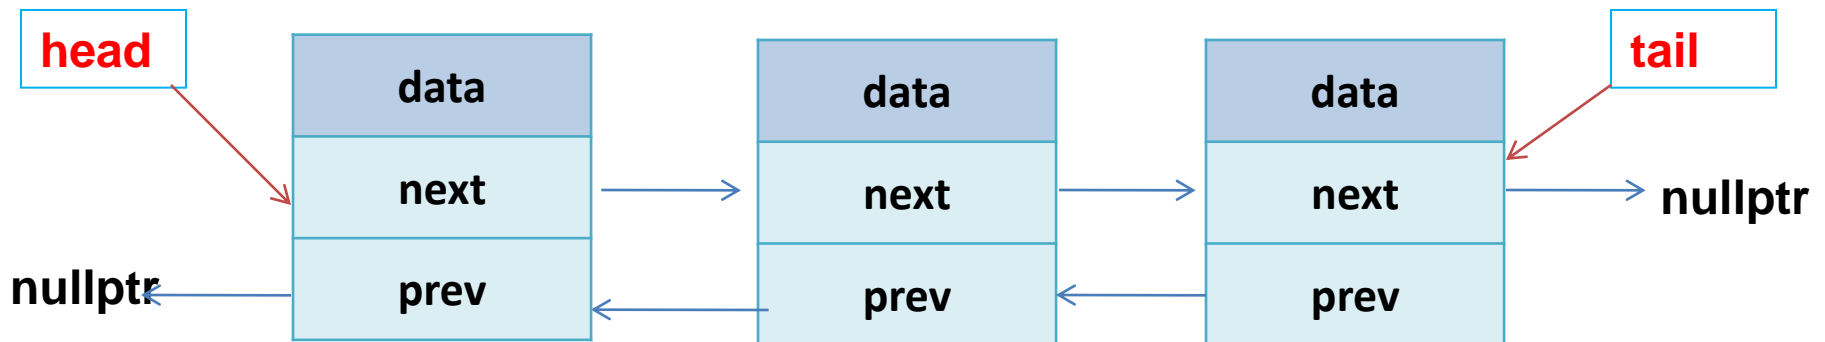 head
data
data
data
tail
next
next
next
nullptr
nullptr
prev
prev
prev